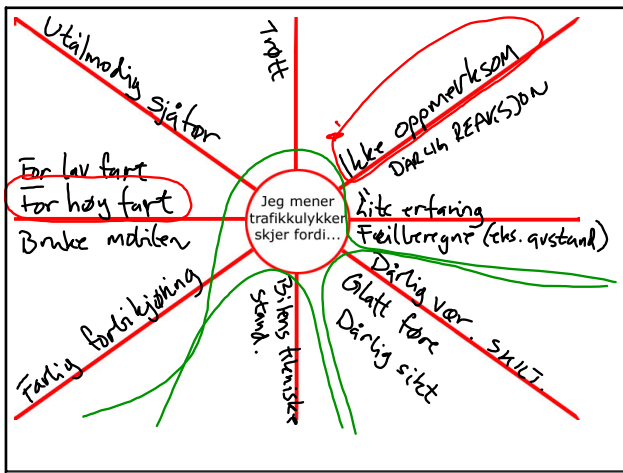 Utålmodig sjåfør
Trøtt
Ikke oppmerksom
DÅRLIG REAKSJON
For lav fart
For høy fart
Bruke mobilen
Jeg mener
trafikkulykker
skjer fordi...
Lite erfaring
Feilberegne (eks. avstand)
Farlig forbikjøring
Bilens tekniske
stand.
Dårlig vær. SKILT.
Glatt føre
Dårlig sikt